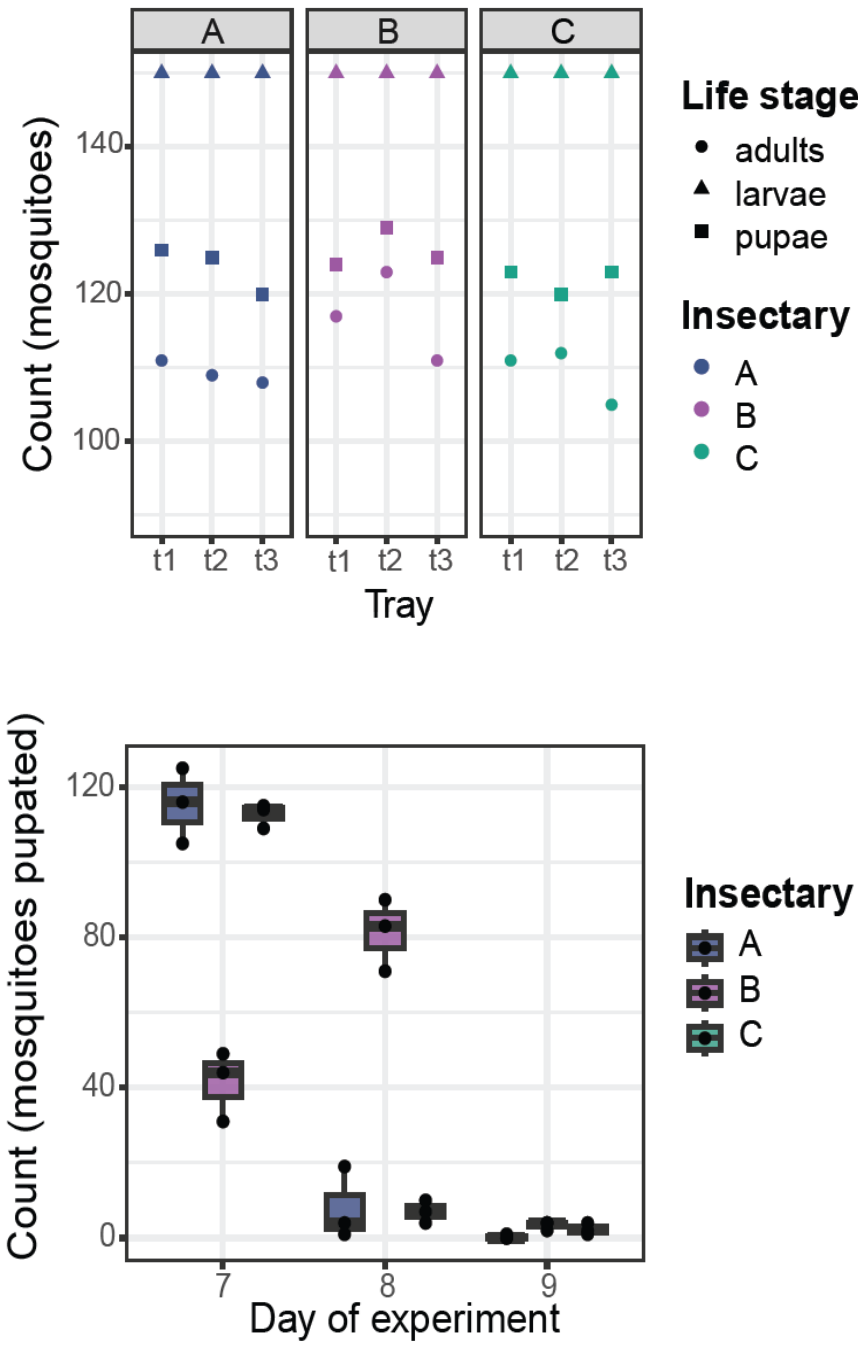 A B C
Life stage
adults
larvae
pupae
Insectary
A
B
C
140
120
100
Count (mosquitoes)
t1 t2 t3 t1 t2 t3 t1 t2 t3
Tray
Count (mosquitoes pupated)
120
80
40
0
7 8 9
Day of experiment
Insectary
A
B
C